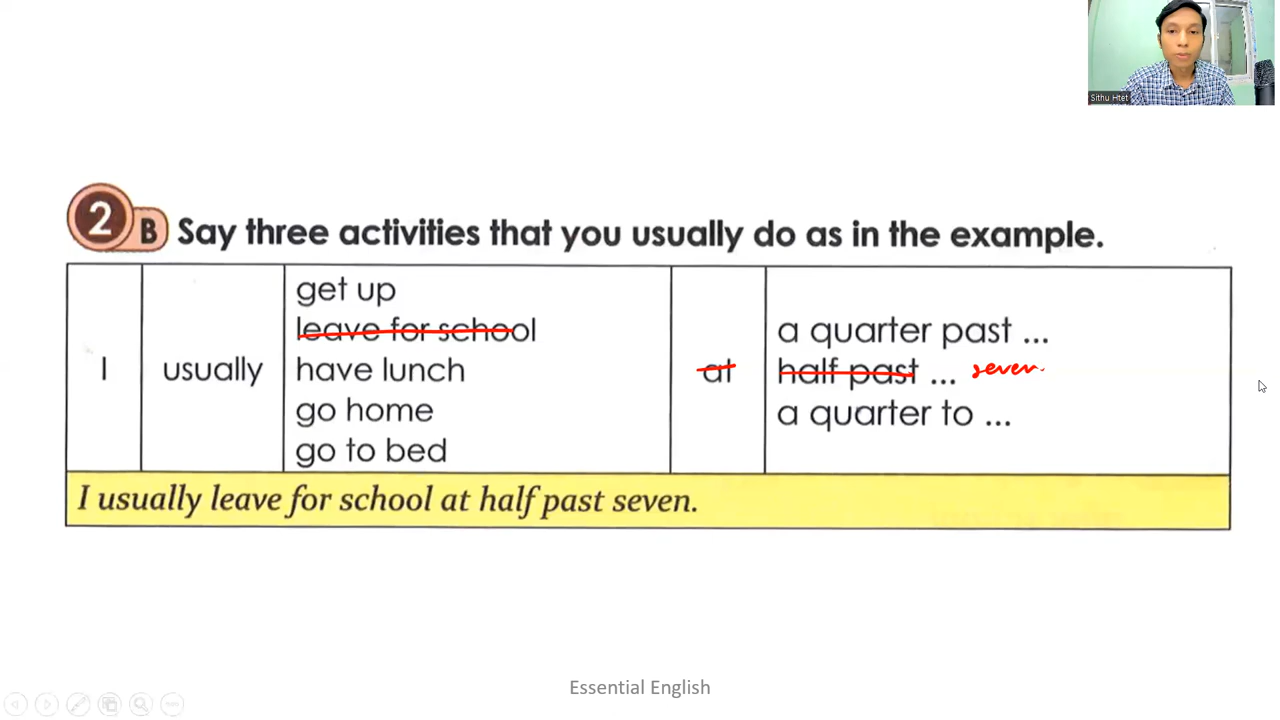 Sithu Htet
2 B Say three activities that you usually do as in the example.
get up
leave for school
I usually have lunch at
go home
go to bed
a quarter past ...
half past ... seven
a quarter to ...
I usually leave for school at half past seven.
Essential English